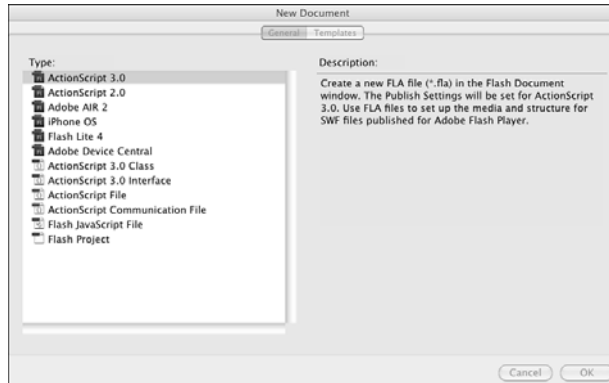 New Document
General Templates
Type:
ActionScript 3.0
ActionScript 2.0
Adobe AIR 2
iPhone OS
Flash Lite 4
Adobe Device Central
ActionScript 3.0 Class
ActionScript 3.0 Interface
ActionScript File
ActionScript Communication File
Flash JavaScript File
Flash Project
Description:
Create a new FLA file (*.fla) in the Flash Document
window. The Publish Settings will be set for ActionScript
3.0. Use FLA files to set up the media and structure for
SWF files published for Adobe Flash Player.
Cancel OK